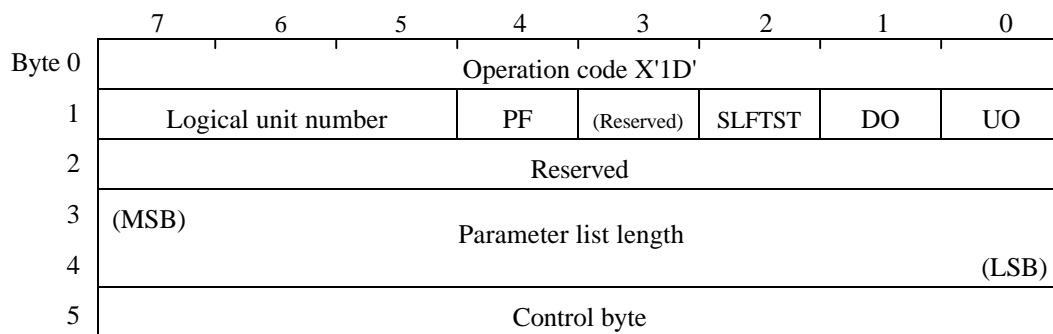 7 6 5 4 3 2 1 0
Byte 0 Operation code X'1D'
1 Logical unit number PF (Reserved) SLFTST DO UO
2 Reserved
3 (MSB)
Parameter list length
4 (LSB)
5 Control byte